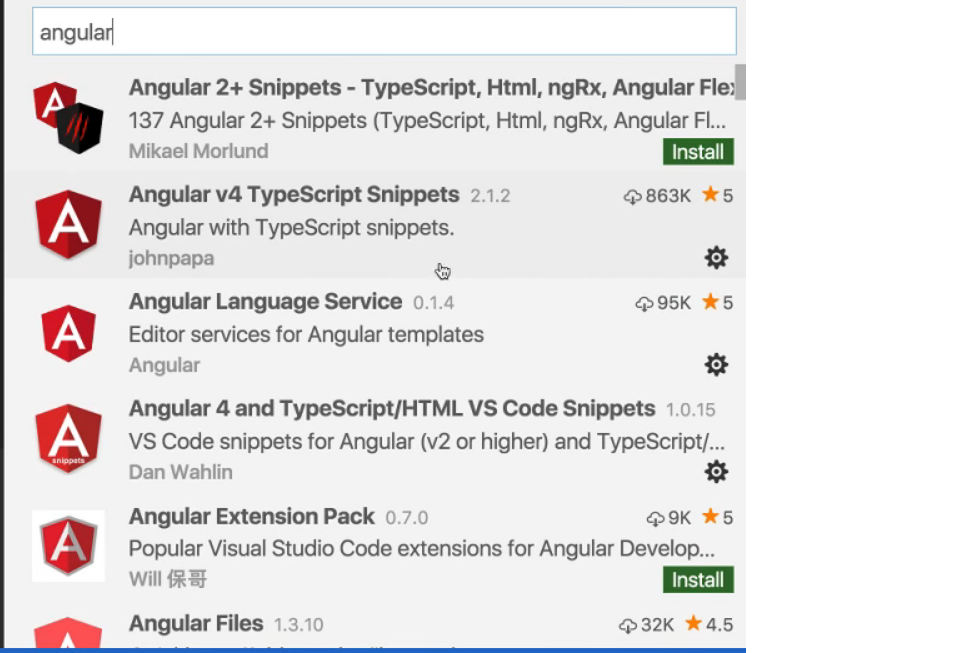 angular
Angular 2+ Snippets - TypeScript, Html, ngRx, Angular Flex
137 Angular 2+ Snippets (TypeScript, Html, ngRx, Angular Fl...
Mikael Morlund
Install
Angular v4 TypeScript Snippets 2.1.2 863K 5
Angular with TypeScript snippets.
johnpapa
Angular Language Service 0.1.4 95K 5
Editor services for Angular templates
Angular
Angular 4 and TypeScript/HTML VS Code Snippets 1.0.15
snippets
VS Code snippets for Angular (v2 or higher) and TypeScript/...
Dan Wahlin
Angular Extension Pack 0.7.0 9K 5
Popular Visual Studio Code extensions for Angular Develop...
Will 保哥
Install
Angular Files 1.3.10 32K 4.5